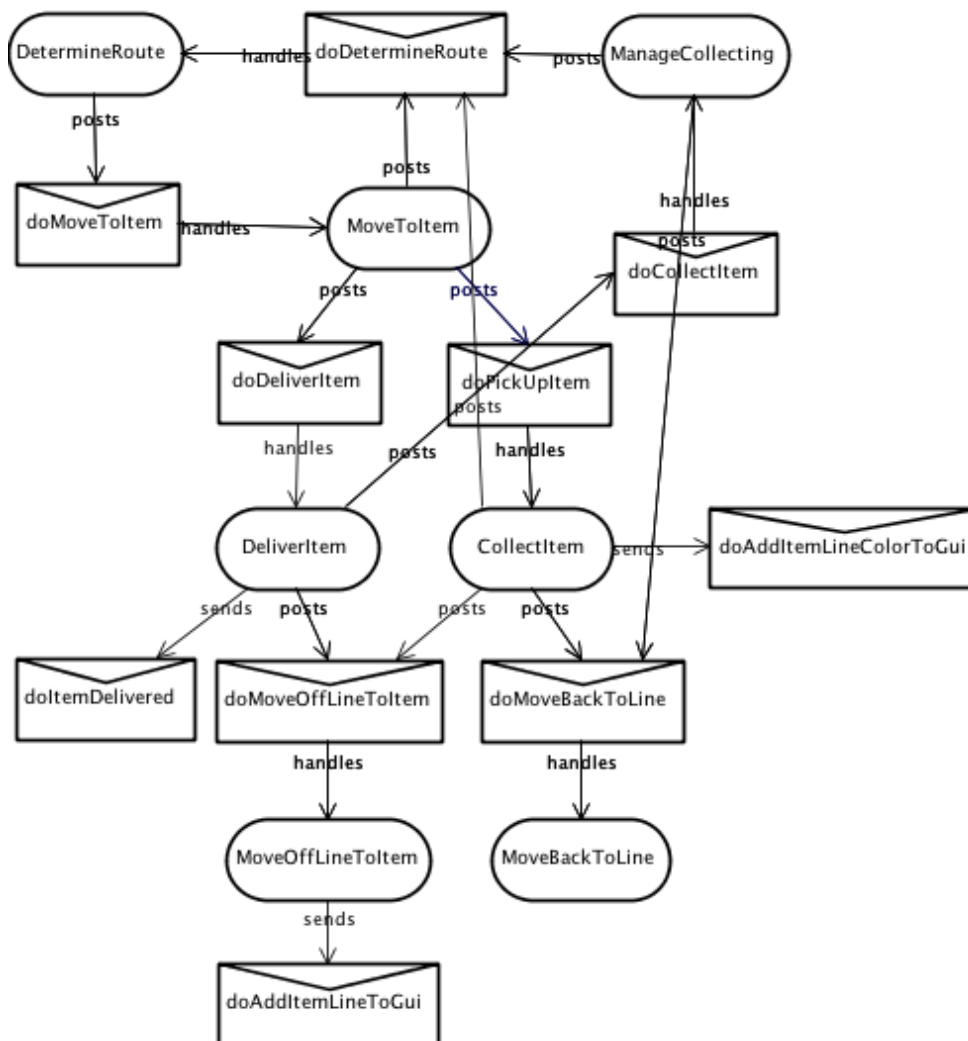 DetermineRoute
handles
doDetermineRoute
posts
ManageCollecting
posts
posts
doMoveToItem
handles
MoveToItem
handles
posts
doCollectItem
posts
posts
doDeliverItem
doPickUpItem
posts
handles
posts
handles
DeliverItem
CollectItem
sends
doAddItemLineColorToGui
sends
posts
posts
posts
doItemDelivered
doMoveOffLineToItem
doMoveBackToLine
handles
handles
MoveOffLineToItem
MoveBackToLine
sends
doAddItemLineToGui